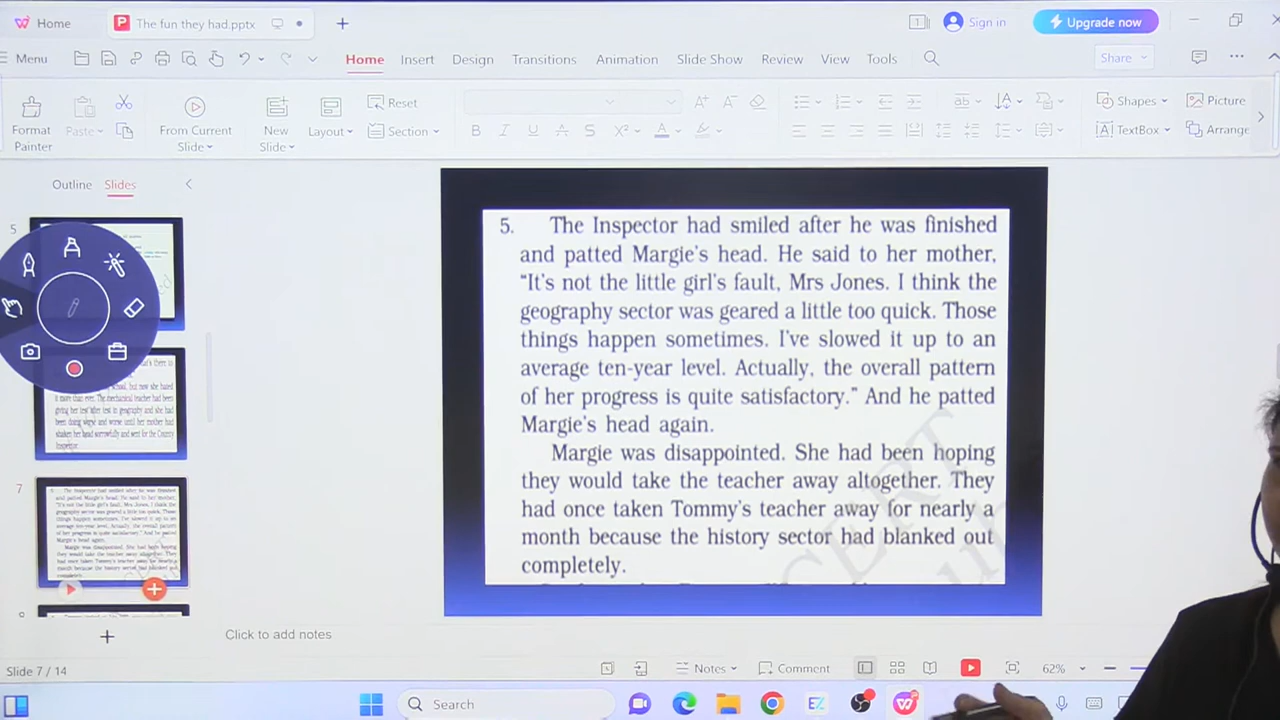 Home
The fun they had.pptx
Sign in
Upgrade now
Menu
Home
Insert
Design
Transitions
Animation
Slide Show
Review
View
Tools
Share
Format
Painter
Paste
From Current
Slide
New
Slide
Layout
Reset
Section
Shapes
Picture
TextBox
Arrange
Outline
Slides
5
7
5. The Inspector had smiled after he was finished
and patted Margie's head. He said to her mother,
"It's not the little girl's fault, Mrs Jones. I think the
geography sector was geared a little too quick. Those
things happen sometimes. I've slowed it up to an
average ten-year level. Actually, the overall pattern
of her progress is quite satisfactory." And he patted
Margie's head again.
Margie was disappointed. She had been hoping
they would take the teacher away altogether. They
had once taken Tommy's teacher away for nearly a
month because the history sector had blanked out
completely.
Click to add notes
Slide 7 / 14
Notes
Comment
62%
Search